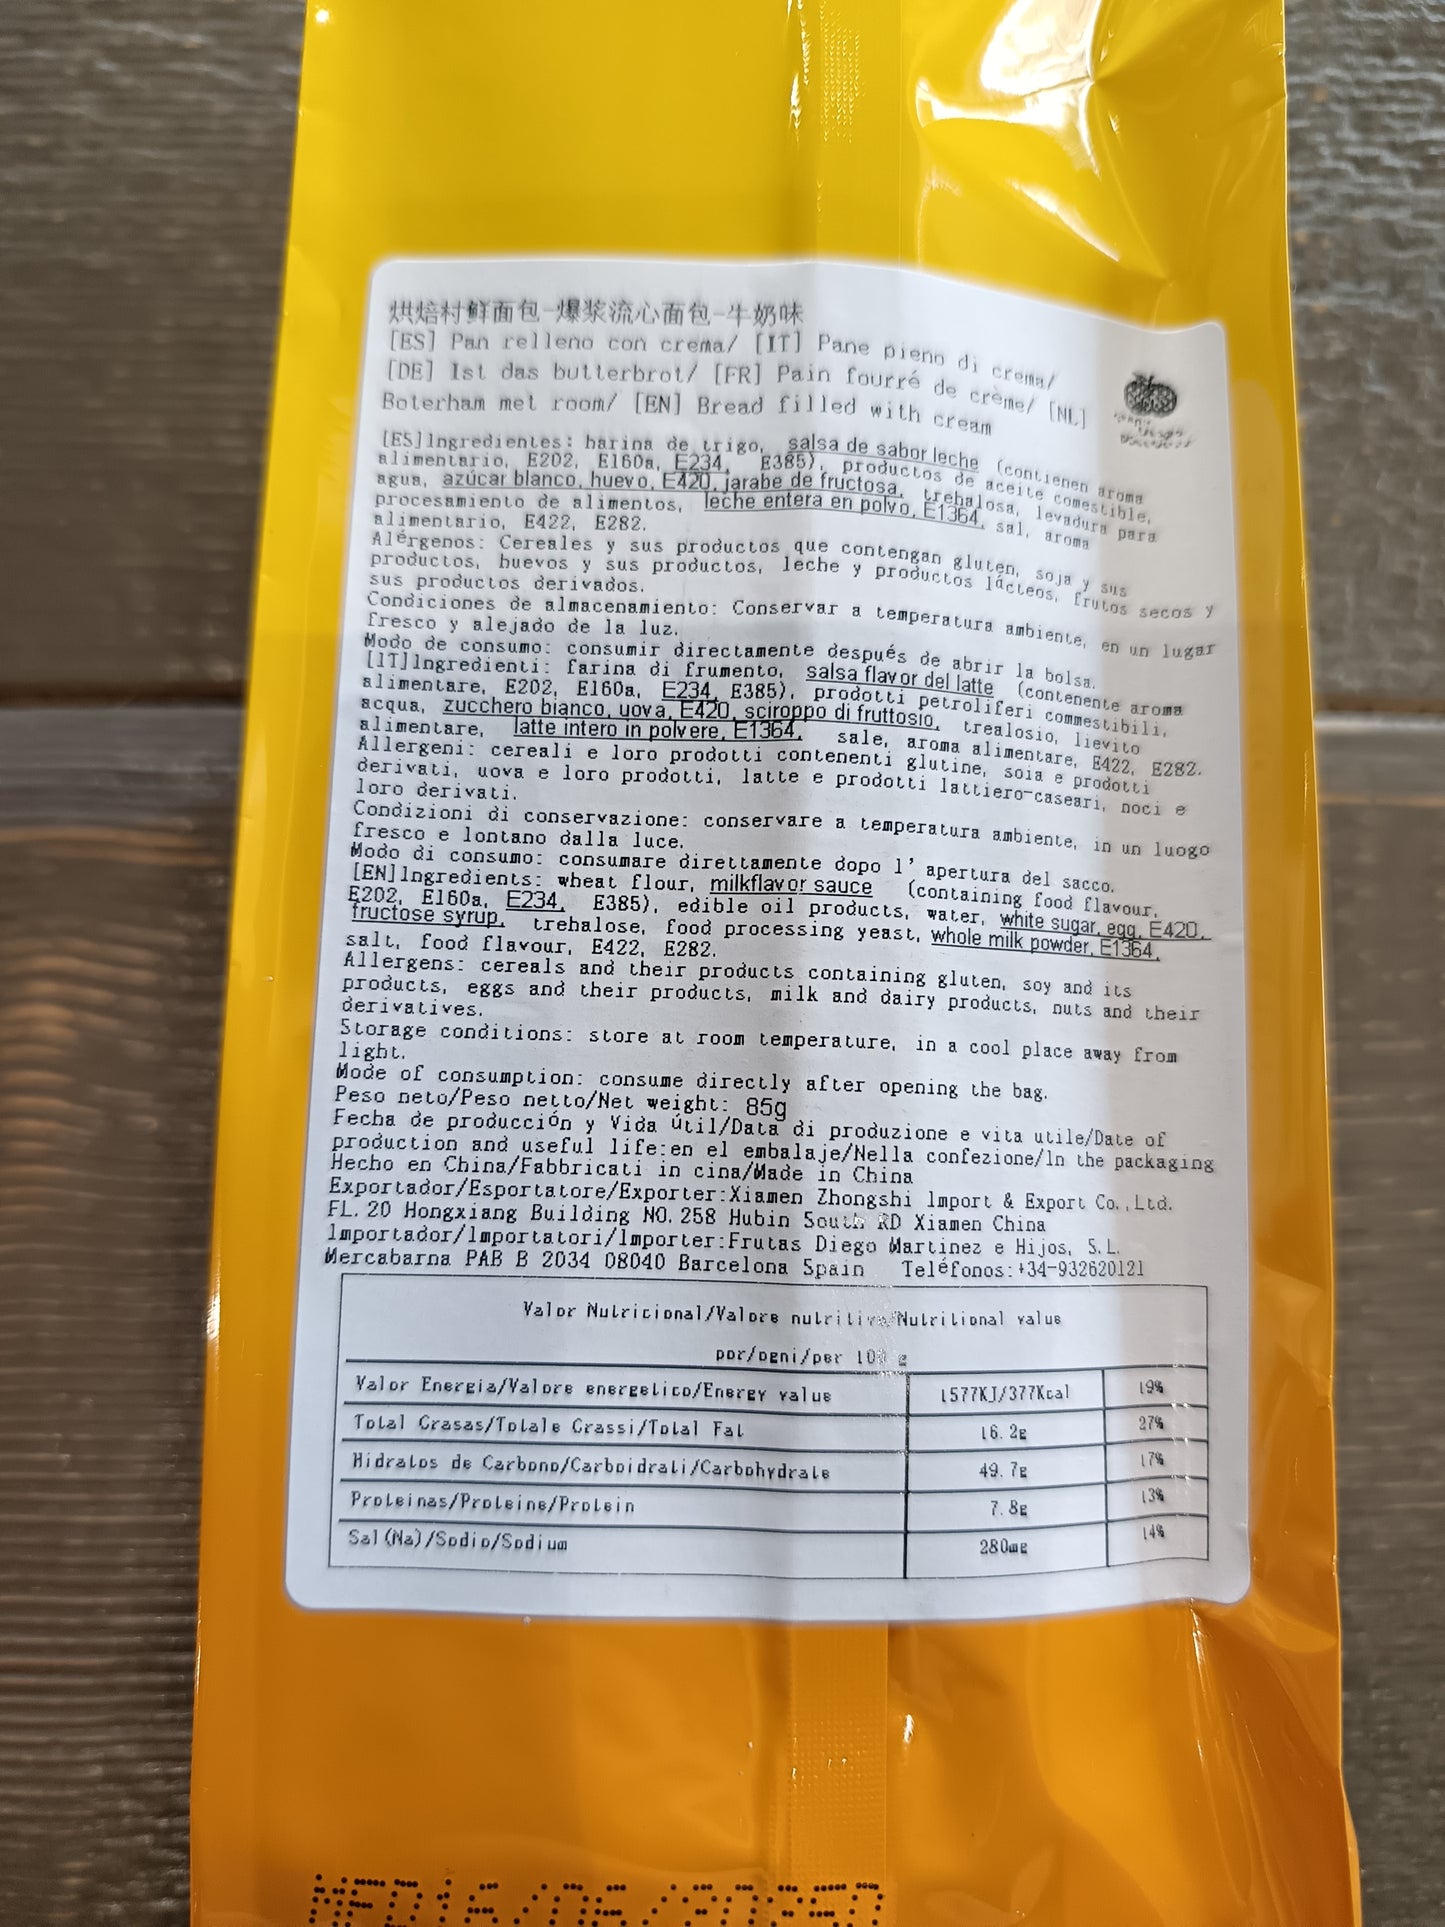 烘焙村鲜面包-爆浆流心面包-牛奶味
[ES] Pan relleno con crema/ [IT] Pane pieno di crema/
[DE] Ist das butterbrot/ [FR] Pain fourré de crème/ [NL]
Boterham met room/ [EN] Bread filled with cream
[ES]Ingredientes: harina de trigo, salsa de sabor leche (contienen aroma
alimentario, E202, E160a, E234, E385), productos de aceite comestible,
agua, azúcar blanco, huevo, E420, jarabe de fructosa, trehalosa, levadura para
procesamiento de alimentos, leche entera en polvo, E1364, sal, aroma
alimentario, E422, E282.
Alérgenos: Cereales y sus productos que contengan gluten, soja y sus
productos, huevos y sus productos, leche y productos lácteos, frutos secos y
sus productos derivados.
Condiciones de almacenamiento: Conservar a temperatura ambiente, en un lugar
fresco y alejado de la luz.
Modo de consumo: consumir directamente después de abrir la bolsa.
[IT]Ingredienti: farina di frumento, salsa flavor del latte (contenente aroma
alimentare, E202, E160a, E234, E385), prodotti petroliferi commestibili,
acqua, zucchero bianco, uova, E420, sciroppo di fruttosio, trealosio, lievito
alimentare, latte intero in polvere, E1364, sale, aroma alimentare, E422, E282.
Allergeni: cereali e loro prodotti contenenti glutine, soia e prodotti
derivati, uova e loro prodotti, latte e prodotti lattiero-caseari, noci e
loro derivati.
Condizioni di conservazione: conservare a temperatura ambiente, in un luogo
fresco e lontano dalla luce.
Modo di consumo: consumare direttamente dopo l' apertura del sacco.
[EN]Ingredients: wheat flour, milkflavor sauce (containing food flavour,
E202, E160a, E234, E385), edible oil products, water, white sugar, egg, E420,
fructose syrup, trehalose, food processing yeast, whole milk powder, E1364,
salt, food flavour, E422, E282.
Allergens: cereals and their products containing gluten, soy and its
products, eggs and their products, milk and dairy products, nuts and their
derivatives.
Storage conditions: store at room temperature, in a cool place away from
light.
Mode of consumption: consume directly after opening the bag.
Peso neto/Peso netto/Net weight: 85g
Fecha de producción y Vida útil/Data di produzione e vita utile/Date of
production and useful life:en el embalaje/Nella confezione/In the packaging
Hecho en China/Fabbricati in cina/Made in China
Exportador/Esportatore/Exporter:Xiamen Zhongshi Import & Export Co.,Ltd.
FL. 20 Hongxiang Building NO. 258 Hubin South RD Xiamen China
Importador/Importatori/Importer:Frutas Diego Martinez e Hijos, S.L.
Mercabarna PAB B 2034 08040 Barcelona Spain Teléfonos:+34-932620121
Valor Nutricional/Valore nutritivo/Nutritional value
por/ogni/per 100 g
Valor Energia/Valore energetico/Energy value 1577KJ/377Kcal 19%
Total Grasas/Totale Grassi/Total Fat 16.2g 27%
Hidratos de Carbono/Carboidrati/Carbohydrate 49.7g 17%
Proteinas/Proteine/Protein 7.8g 13%
Sal(Na)/Sodio/Sodium 280mg 14%